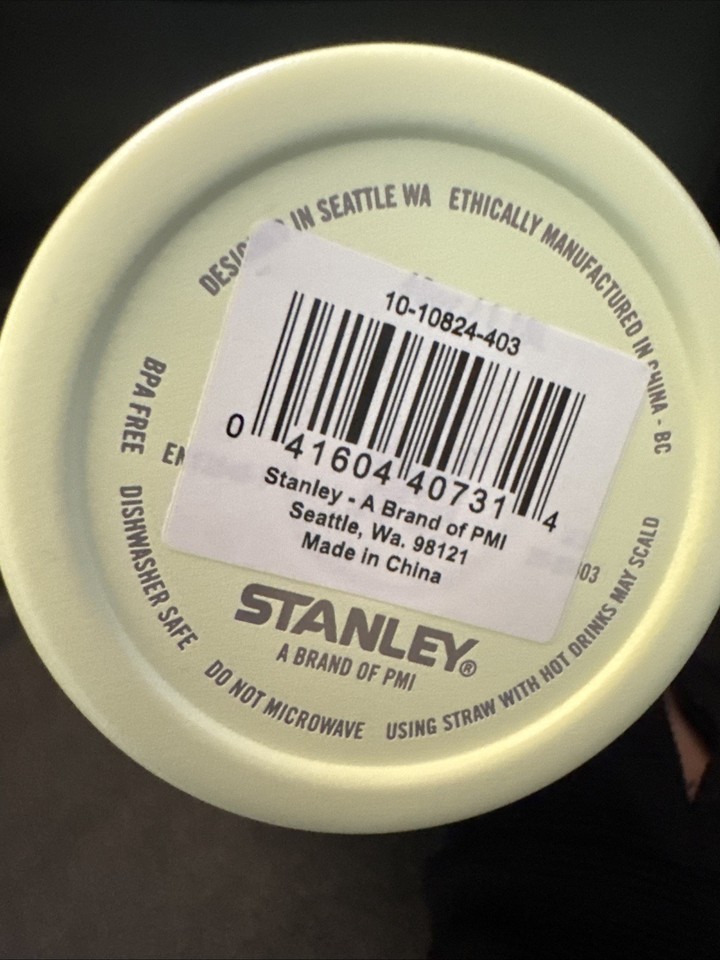 IN SEATTLE WA
ETHICALLY MANUFACTURED IN CHINA - BC
10-10824-403
0 41604 40731 4
Stanley - A Brand of PMI
Seattle, Wa. 98121
Made in China
BPA FREE
DISHWASHER SAFE
STANLEY®
A BRAND OF PMI
DO NOT MICROWAVE
USING STRAW WITH HOT DRINKS MAY SCALD